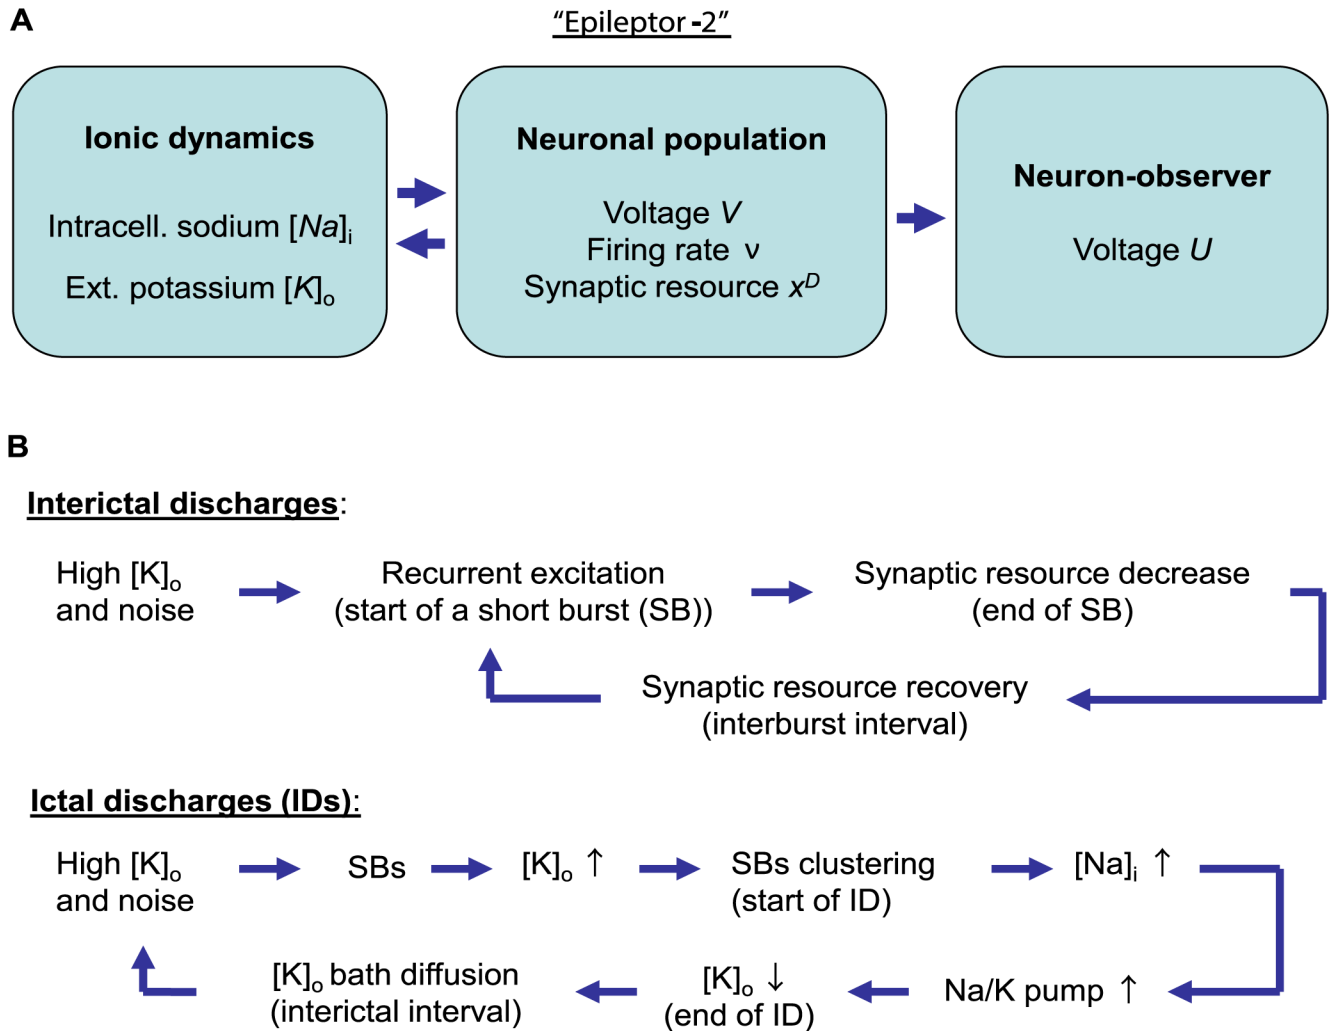 A
“Epileptor-2”
Ionic dynamics
Intracell. sodium [Na]i
Ext. potassium [K]o
Neuronal population
Voltage V
Firing rate ν
Synaptic resource x^D
Neuron-observer
Voltage U
B
Interictal discharges:
High [K]o
and noise
Recurrent excitation
(start of a short burst (SB))
Synaptic resource decrease
(end of SB)
Synaptic resource recovery
(interburst interval)
Ictal discharges (IDs):
High [K]o
and noise
SBs
[K]o ↑
SBs clustering
(start of ID)
[Na]i ↑
Na/K pump ↑
[K]o ↓
(end of ID)
[K]o bath diffusion
(interictal interval)